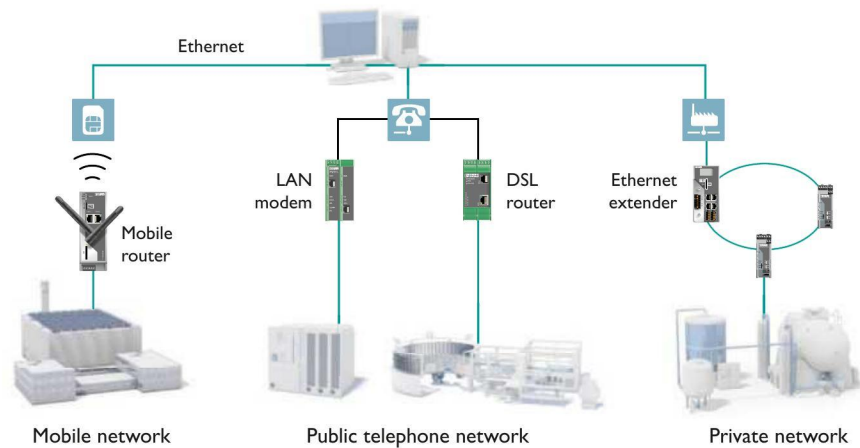 Ethernet
LAN
modem
DSL
router
Ethernet
extender
Mobile
router
Mobile network
Public telephone network
Private network